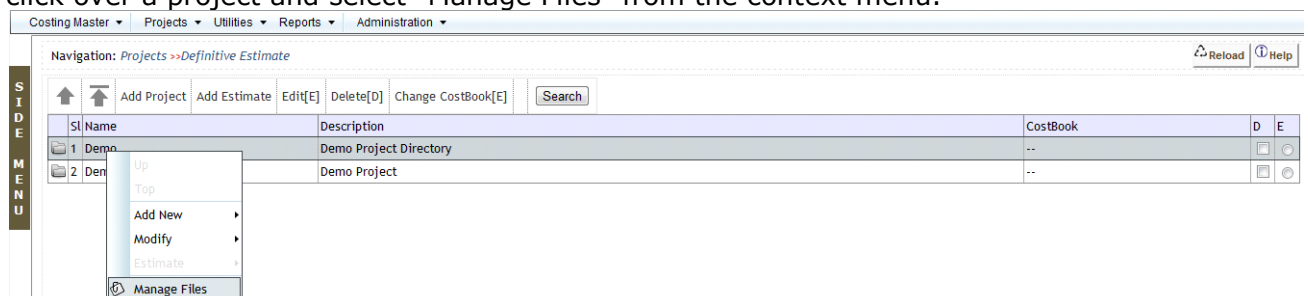 click over a project and select "Manage Files" from the context menu.
Costing Master Projects Utilities Reports Administration
Navigation: Projects >>Definitive Estimate Reload Help
SIDE MENU
Add Project Add Estimate Edit[E] Delete[D] Change CostBook[E] Search
Sl Name Description CostBook D E
1 Demo Demo Project Directory --
2 Dem Demo Project --
Up
Top
Add New
Modify
Estimate
Manage Files